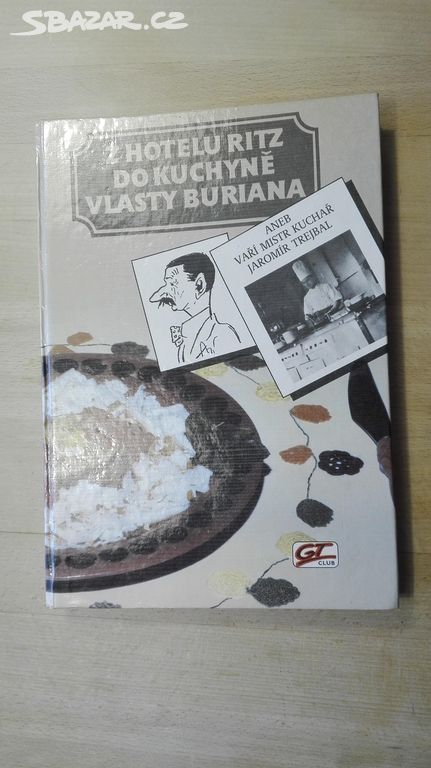 SBAZAR.CZ
Z HOTELU RITZ
DO KUCHYNĚ
VLASTY BURIANA
ANEB
VAŘÍ MISTR KUCHAŘ
JAROMÍR TREJBAL
GT
CLUB